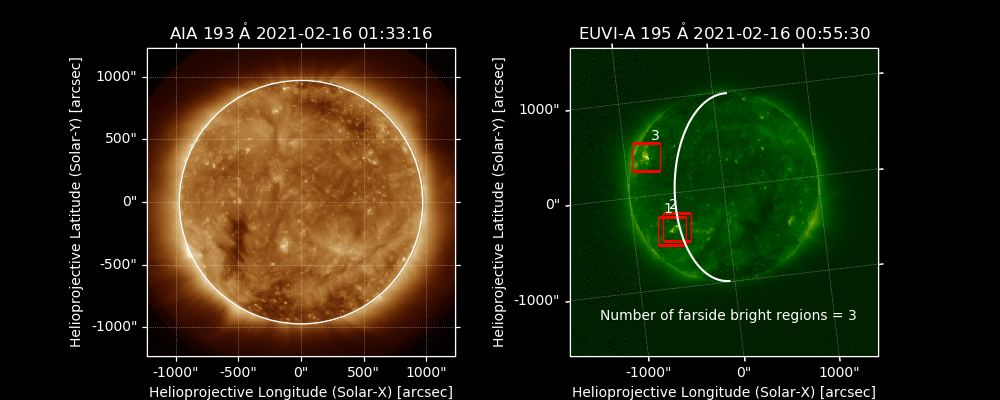 AIA 193 Å 2021-02-16 01:33:16
Helioprojective Latitude (Solar-Y) [arcsec]
1000"
500"
0"
-500"
-1000"
-1000" -500" 0" 500" 1000"
Helioprojective Longitude (Solar-X) [arcsec]
EUVI-A 195 Å 2021-02-16 00:55:30
Helioprojective Latitude (Solar-Y) [arcsec]
1000"
0"
-1000"
3
1 2
Number of farside bright regions = 3
-1000" 0" 1000"
Helioprojective Longitude (Solar-X) [arcsec]